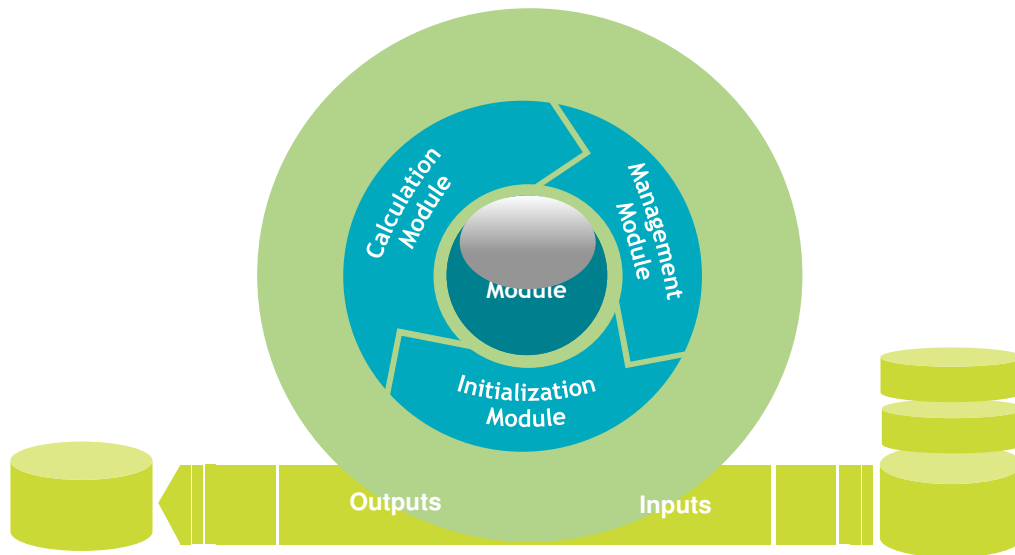 Calculation
Module
Management
Module
Module
Initialization
Module
Outputs
Inputs